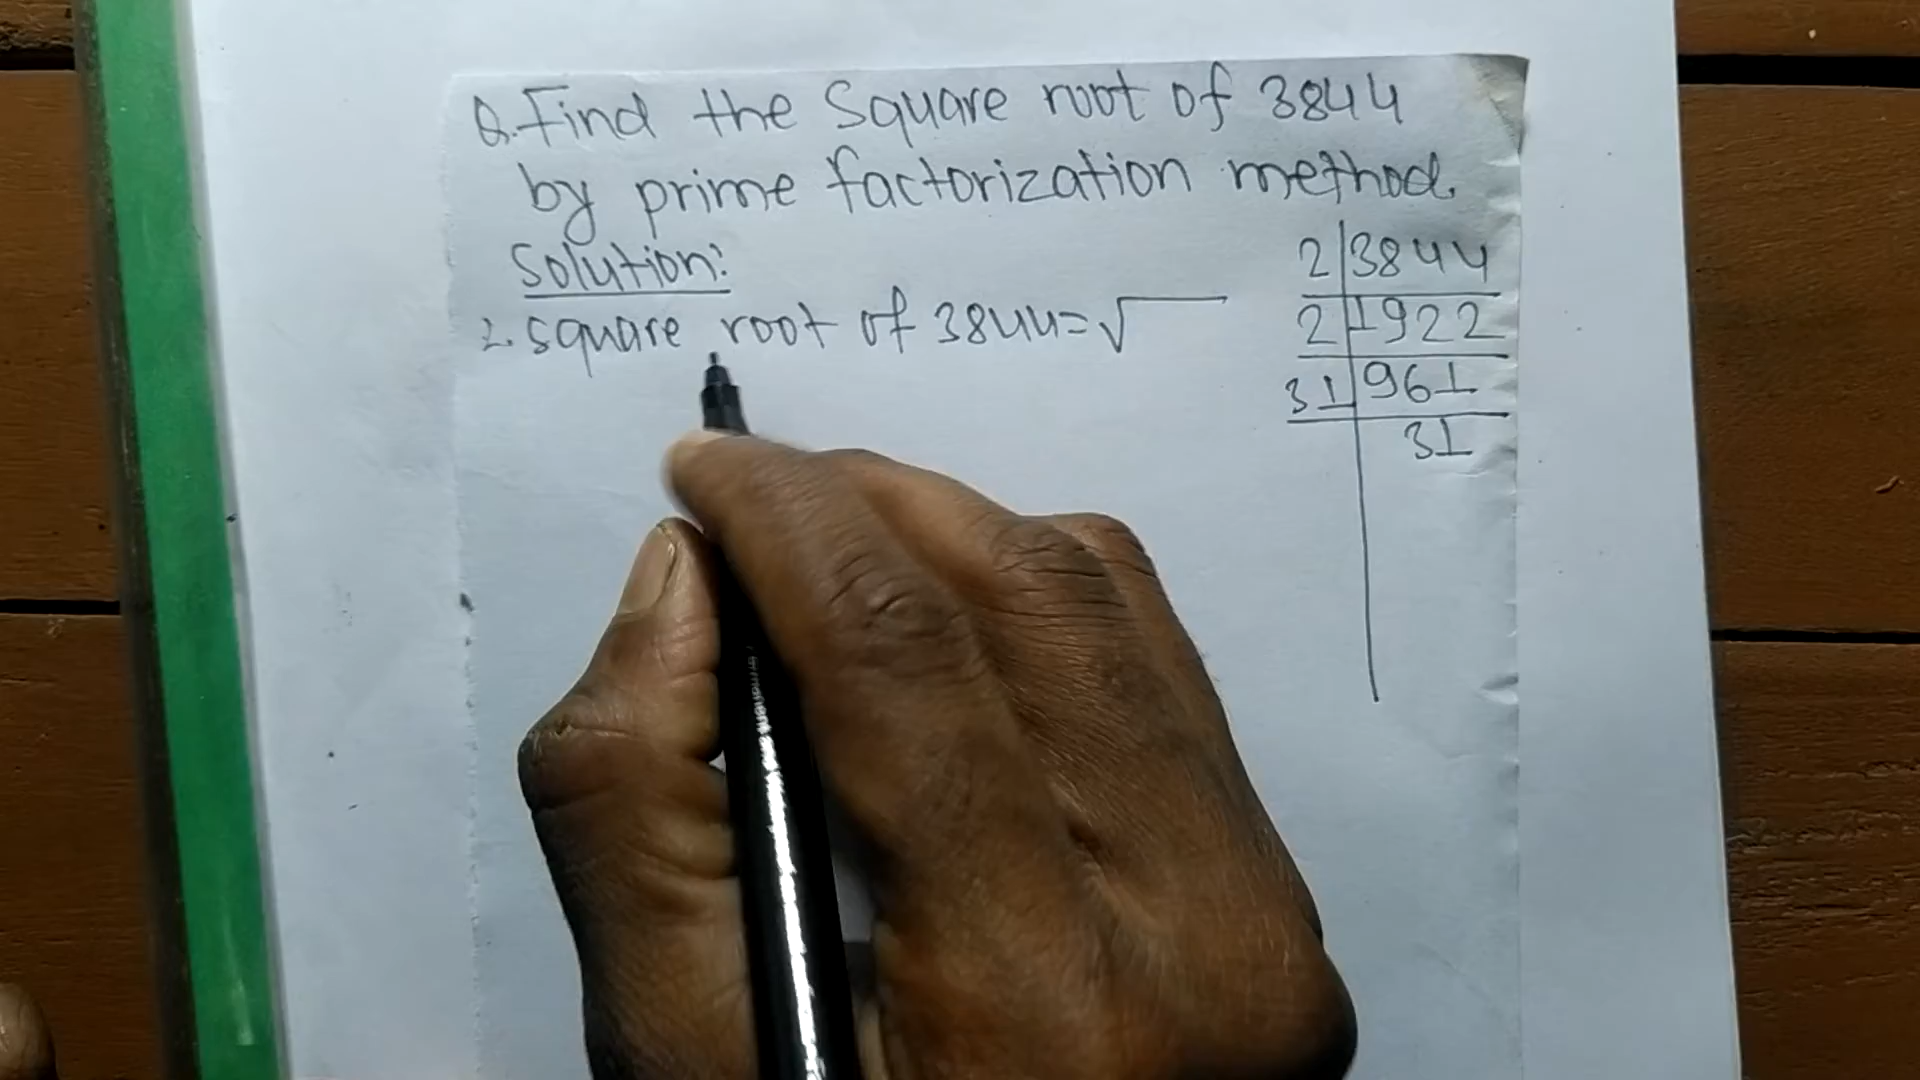 Q. Find the Square root of 3844
by prime factorization method.
Solution:
∴ square root of 3844=√
2 3844
2 1922
31 961
31